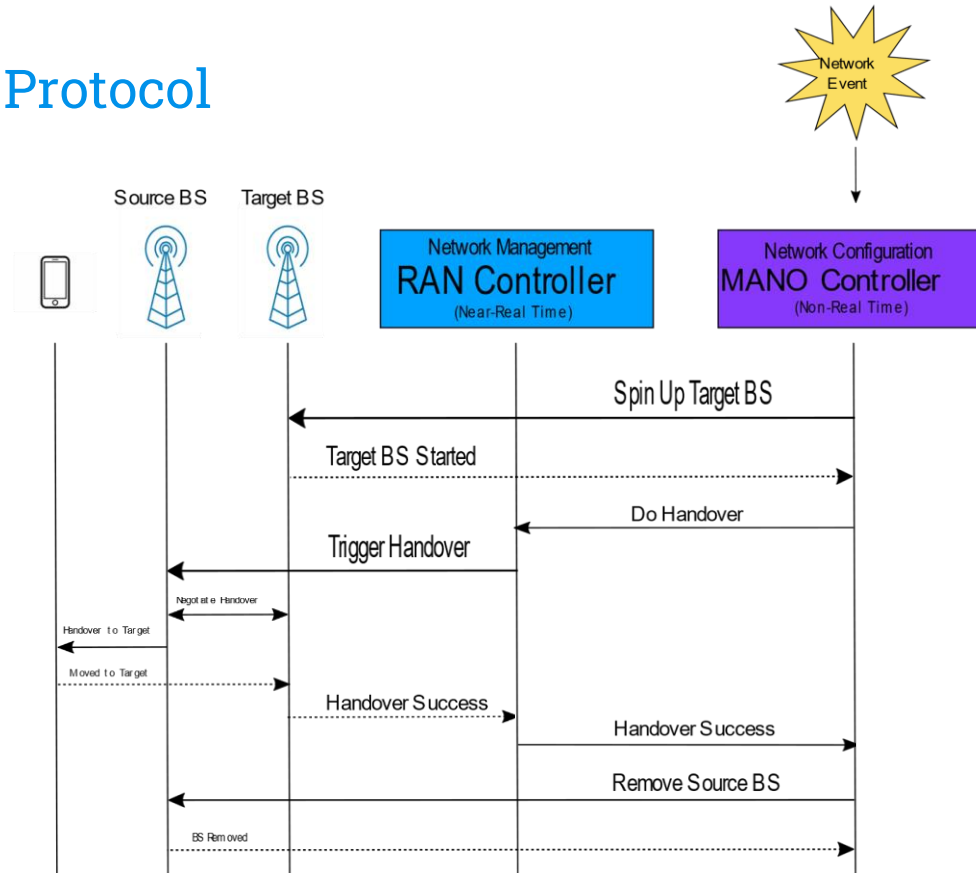 Protocol
Network
Event
Source BS
Target BS
Network Management
RAN Controller
(Near-Real Time)
Network Configuration
MANO Controller
(Non-Real Time)
Spin Up Target BS
Target BS Started
Do Handover
Trigger Handover
Negotiate Handover
Handover to Target
Moved to Target
Handover Success
Handover Success
Remove Source BS
BS Removed